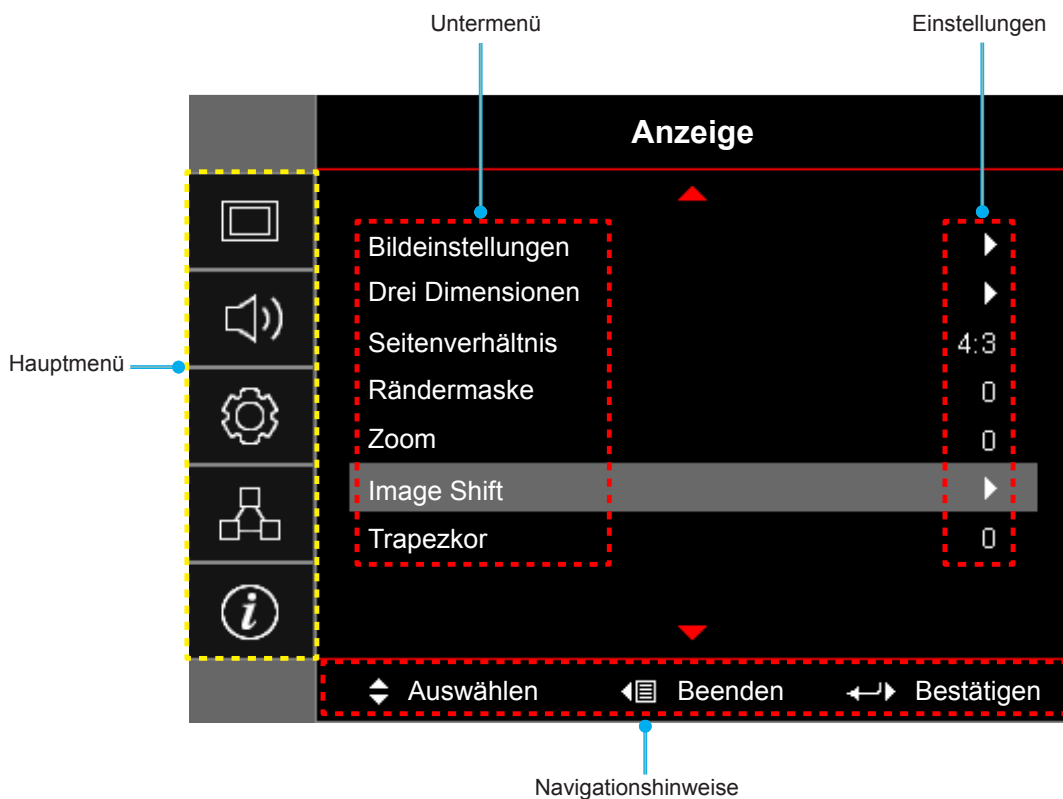 Untermenü
Einstellungen
Anzeige
Bildeinstellungen
Drei Dimensionen
Seitenverhältnis 4:3
Hauptmenü
Rändermaske 0
Zoom 0
Image Shift
Trapezkor 0
i
Auswählen Beenden Bestätigen
Navigationshinweise